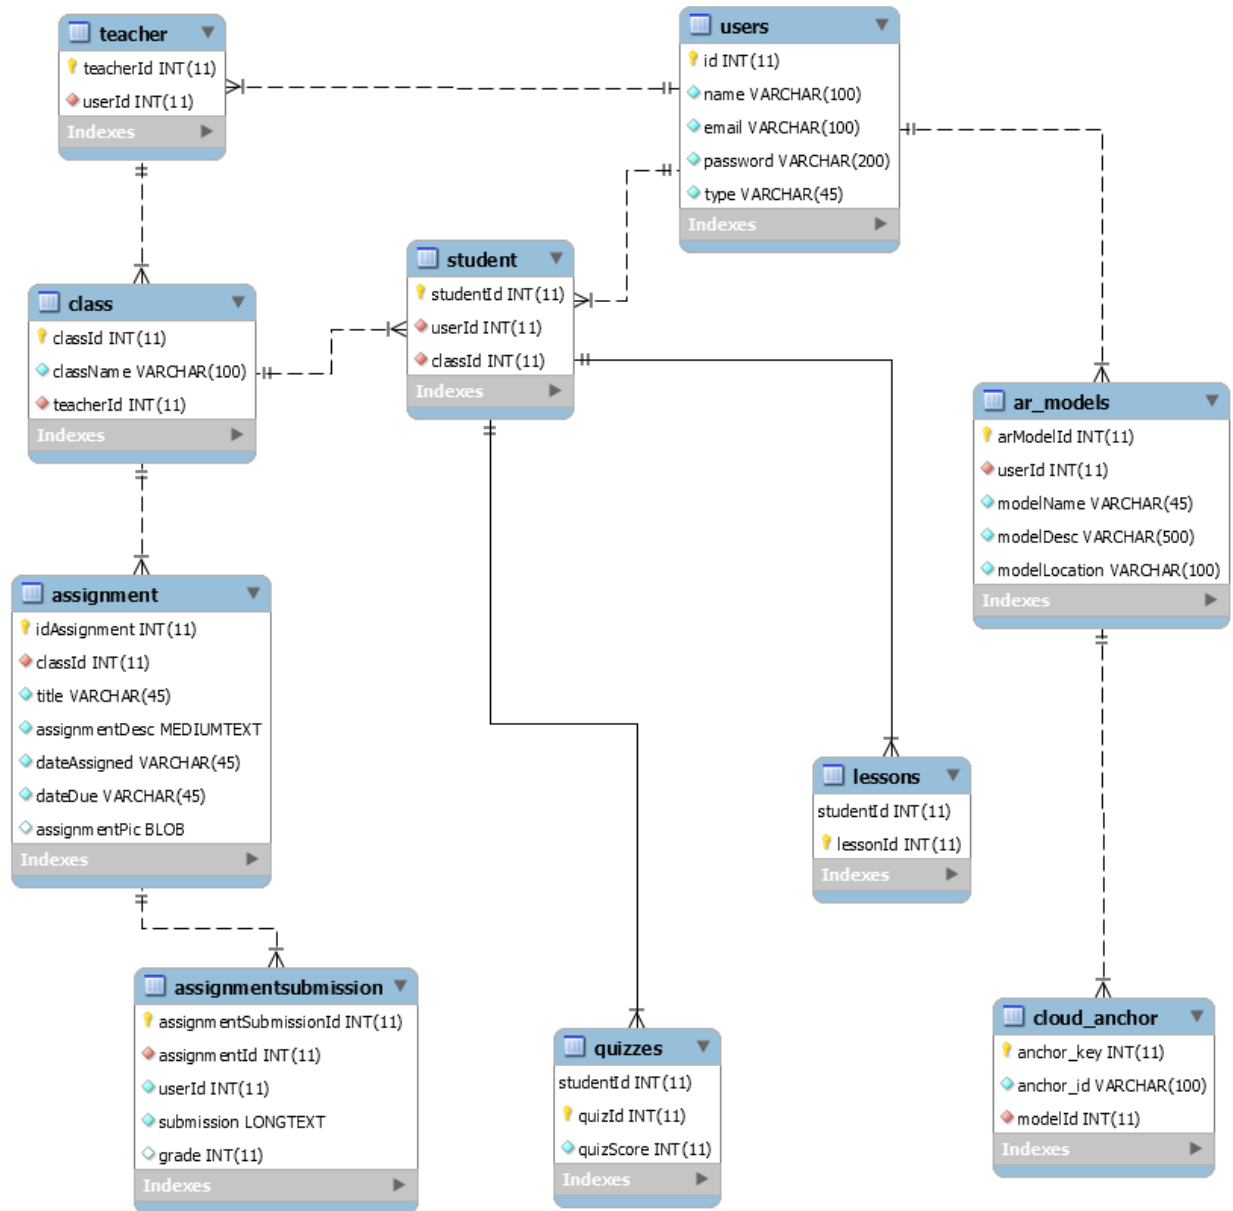 teacher
teacherId INT(11)
userId INT(11)
Indexes
users
id INT(11)
name VARCHAR(100)
email VARCHAR(100)
password VARCHAR(200)
type VARCHAR(45)
Indexes
student
studentId INT(11)
userId INT(11)
classId INT(11)
Indexes
class
classId INT(11)
className VARCHAR(100)
teacherId INT(11)
Indexes
ar_models
arModelId INT(11)
userId INT(11)
modelName VARCHAR(45)
modelDesc VARCHAR(500)
modelLocation VARCHAR(100)
Indexes
assignment
idAssignment INT(11)
classId INT(11)
title VARCHAR(45)
assignmentDesc MEDIUMTEXT
dateAssigned VARCHAR(45)
dateDue VARCHAR(45)
assignmentPic BLOB
Indexes
lessons
studentId INT(11)
lessonId INT(11)
Indexes
assignmentsubmission
assignmentSubmissionId INT(11)
assignmentId INT(11)
userId INT(11)
submission LONGTEXT
grade INT(11)
Indexes
quizzes
studentId INT(11)
quizId INT(11)
quizScore INT(11)
Indexes
cloud_anchor
anchor_key INT(11)
anchor_id VARCHAR(100)
modelId INT(11)
Indexes